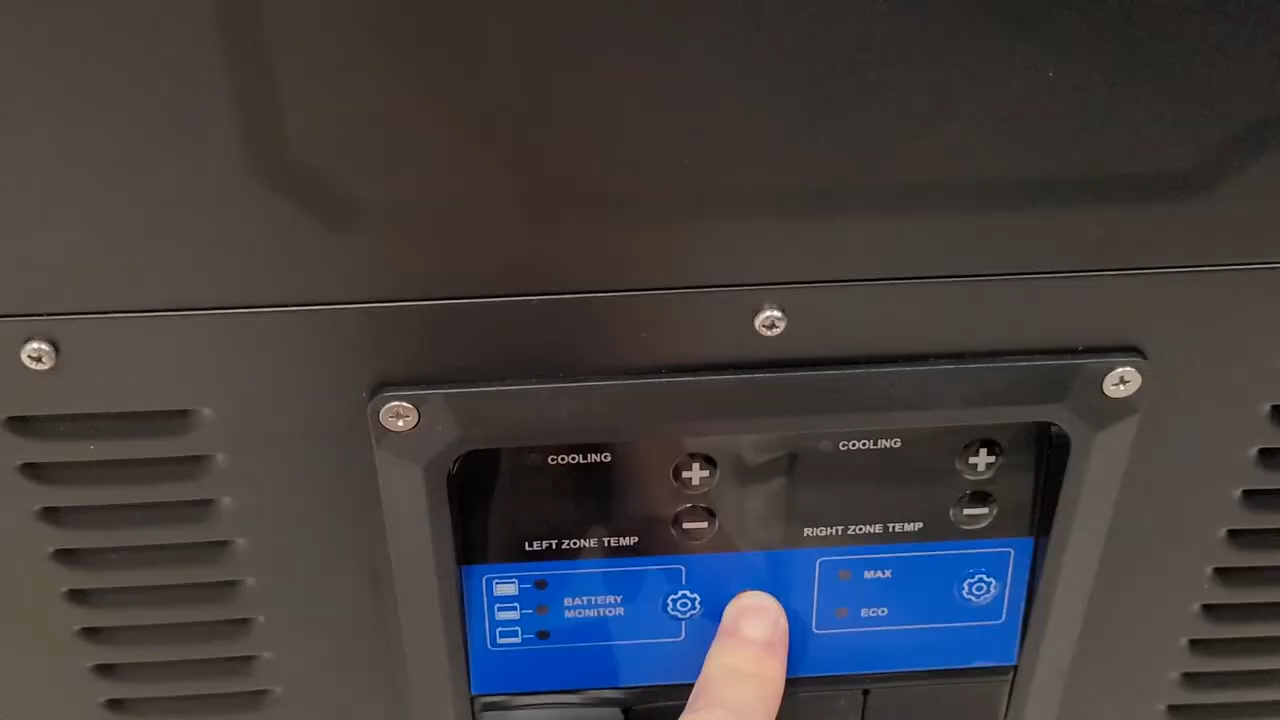 COOLING
COOLING
LEFT ZONE TEMP
RIGHT ZONE TEMP
BATTERY
MONITOR
MAX
ECO